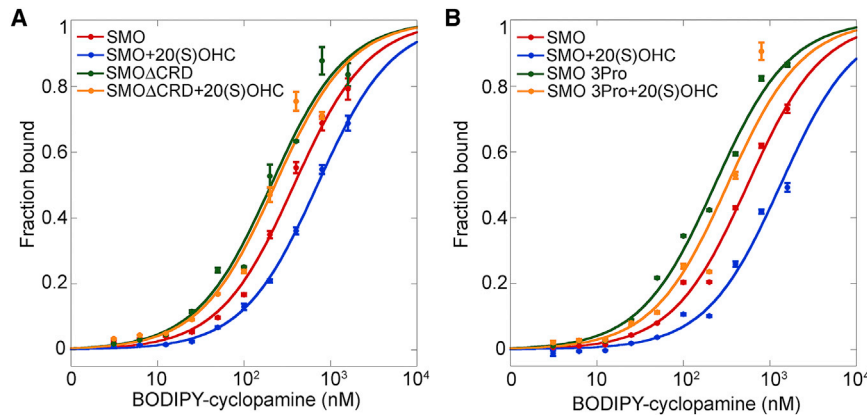 A
SMO
SMO+20(S)OHC
SMOΔCRD
SMOΔCRD+20(S)OHC
1
0.8
0.6
0.4
0.2
0
Fraction bound
0 10 10² 10³ 10⁴
BODIPY-cyclopamine (nM)
B
SMO
SMO+20(S)OHC
SMO 3Pro
SMO 3Pro+20(S)OHC
1
0.8
0.6
0.4
0.2
0
Fraction bound
0 10 10² 10³ 10⁴
BODIPY-cyclopamine (nM)